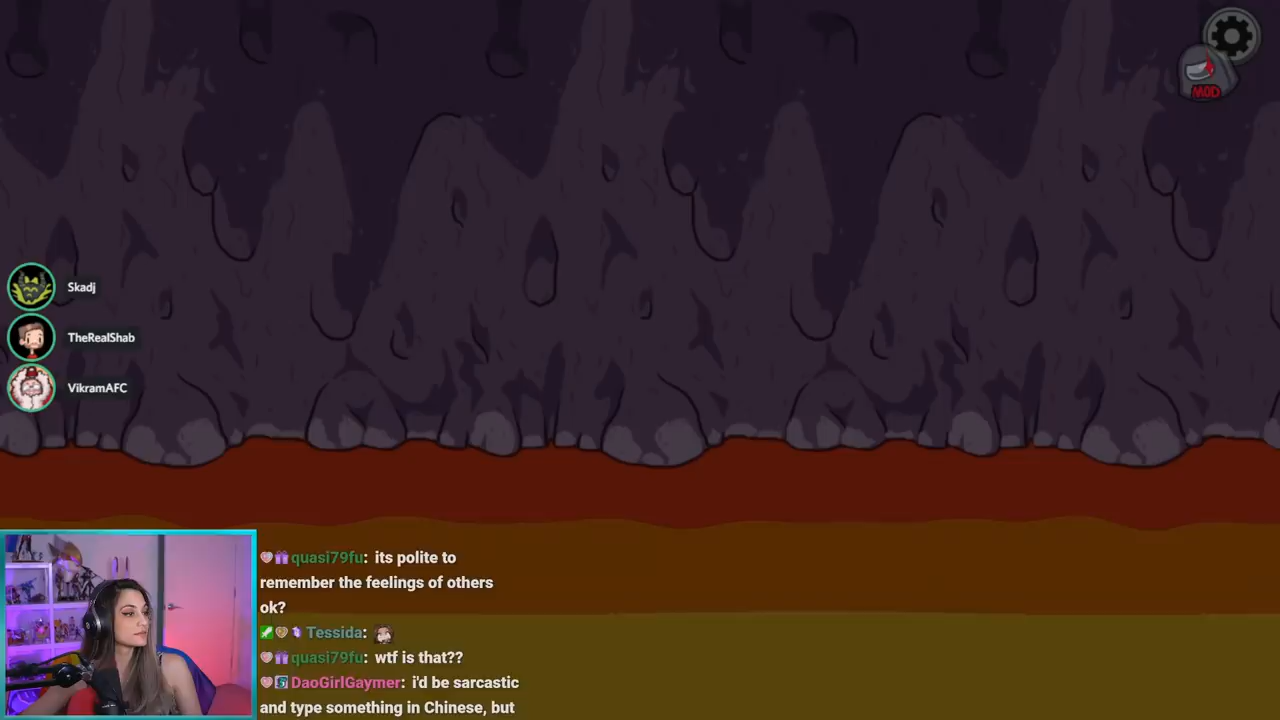 MOD
Skadj
TheRealShab
VikramAFC
quasi79fu: its polite to
remember the feelings of others
ok?
Tessida:
quasi79fu: wtf is that??
DaoGirlGaymer: i'd be sarcastic
and type something in Chinese, but